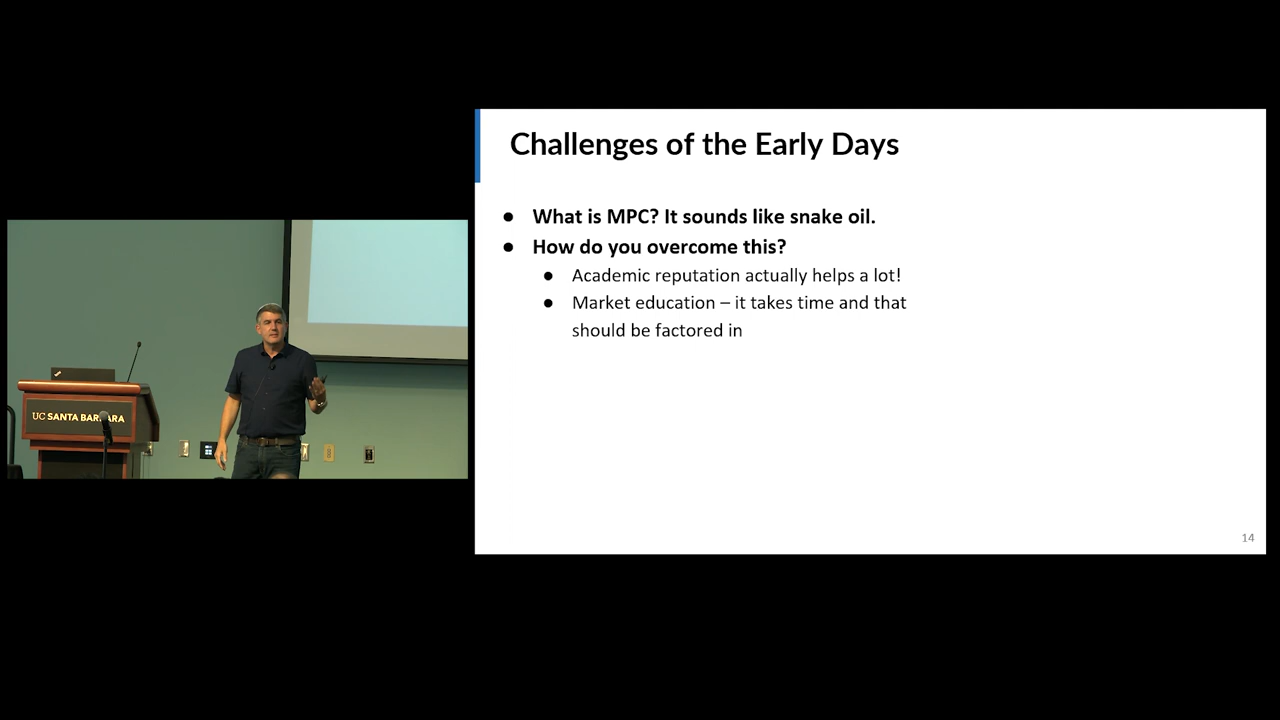 Challenges of the Early Days
● What is MPC? It sounds like snake oil.
● How do you overcome this?
● Academic reputation actually helps a lot!
● Market education – it takes time and that
should be factored in
14
UC SANTA BARBARA